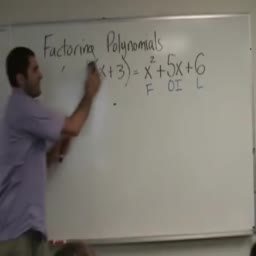 Factoring Polynomials
x+3) = x² + 5x + 6
F OI L